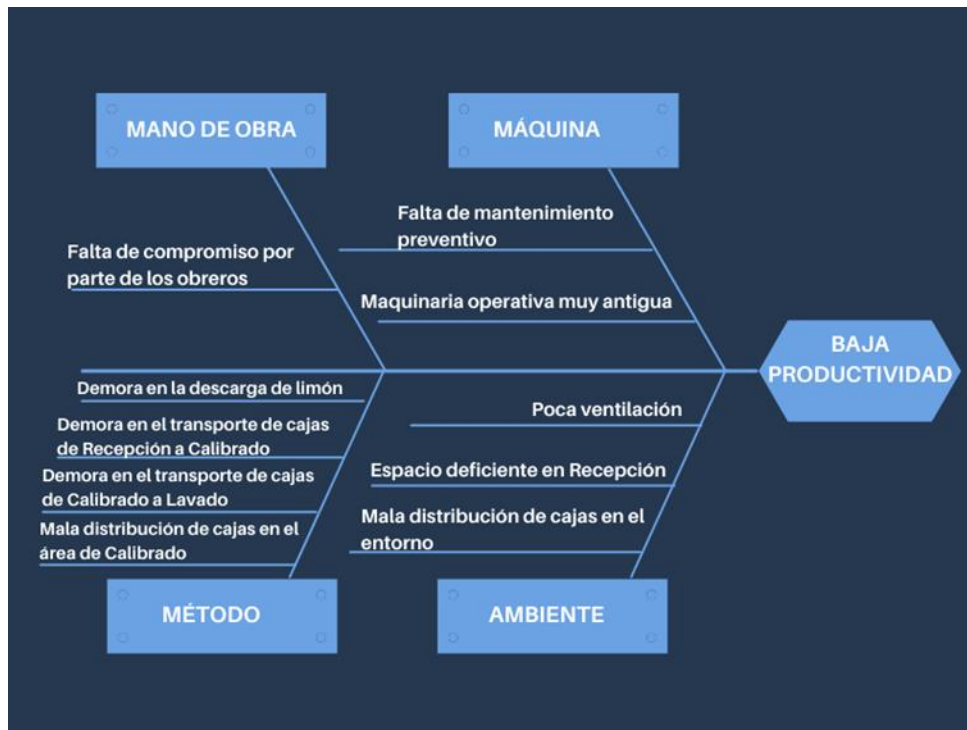 MANO DE OBRA
MÁQUINA
Falta de compromiso por
parte de los obreros
Falta de mantenimiento
preventivo
Maquinaria operativa muy antigua
BAJA
PRODUCTIVIDAD
Demora en la descarga de limón
Demora en el transporte de cajas
de Recepción a Calibrado
Demora en el transporte de cajas
de Calibrado a Lavado
Mala distribución de cajas en el
área de Calibrado
Poca ventilación
Espacio deficiente en Recepción
Mala distribución de cajas en el
entorno
MÉTODO
AMBIENTE